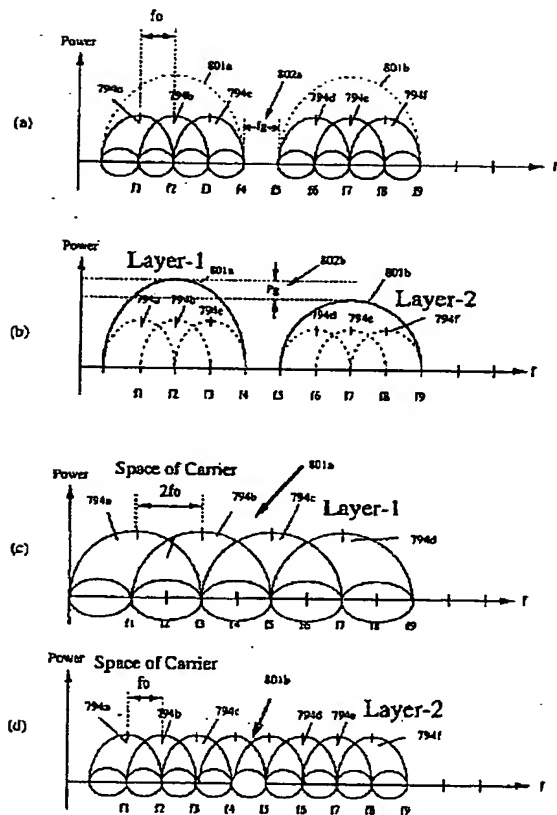 fo
Power
801a
802a
801b
794a
794b
794c
fg
794d
794e
794f
(a)
f1 f2 f3 f4 f5 f6 f7 f8 f9 f
Power
Layer-1
801a
802b
Pg
801b
Layer-2
794a
794b
794c
794d
794e
794f
(b)
f1 f2 f3 f4 f5 f6 f7 f8 f9 f
Space of Carrier
801a
Power
794a
2fo
794b
794c
Layer-1
794d
(c)
f1 f2 f3 f4 f5 f6 f7 f8 f9 f
Power
Space of Carrier
fo
801b
794a
794b
794c
794d
794e
Layer-2
794f
(d)
f1 f2 f3 f4 f5 f6 f7 f8 f9 f